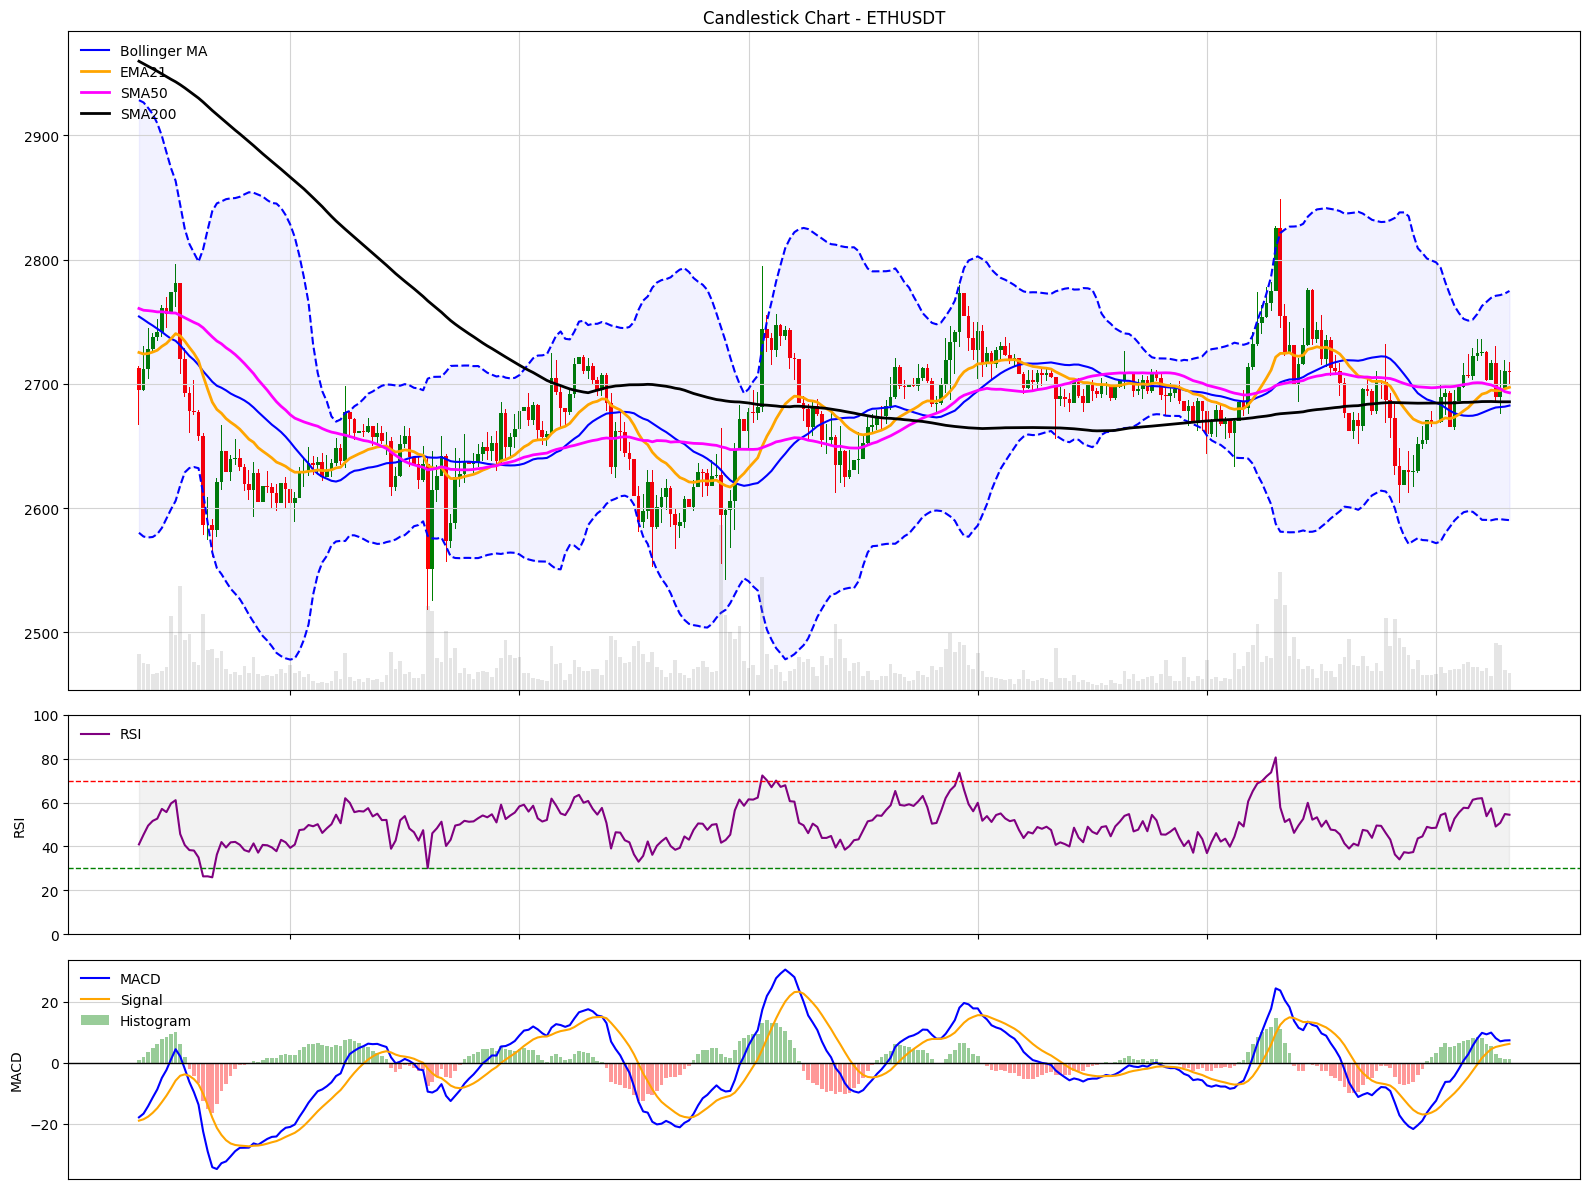 Candlestick Chart - ETHUSDT
Bollinger MA
EMA21
SMA50
SMA200
2900
2800
2700
2600
2500
RSI
100
80
60
40
20
0
RSI
MACD
Signal
Histogram
20
0
−20
MACD